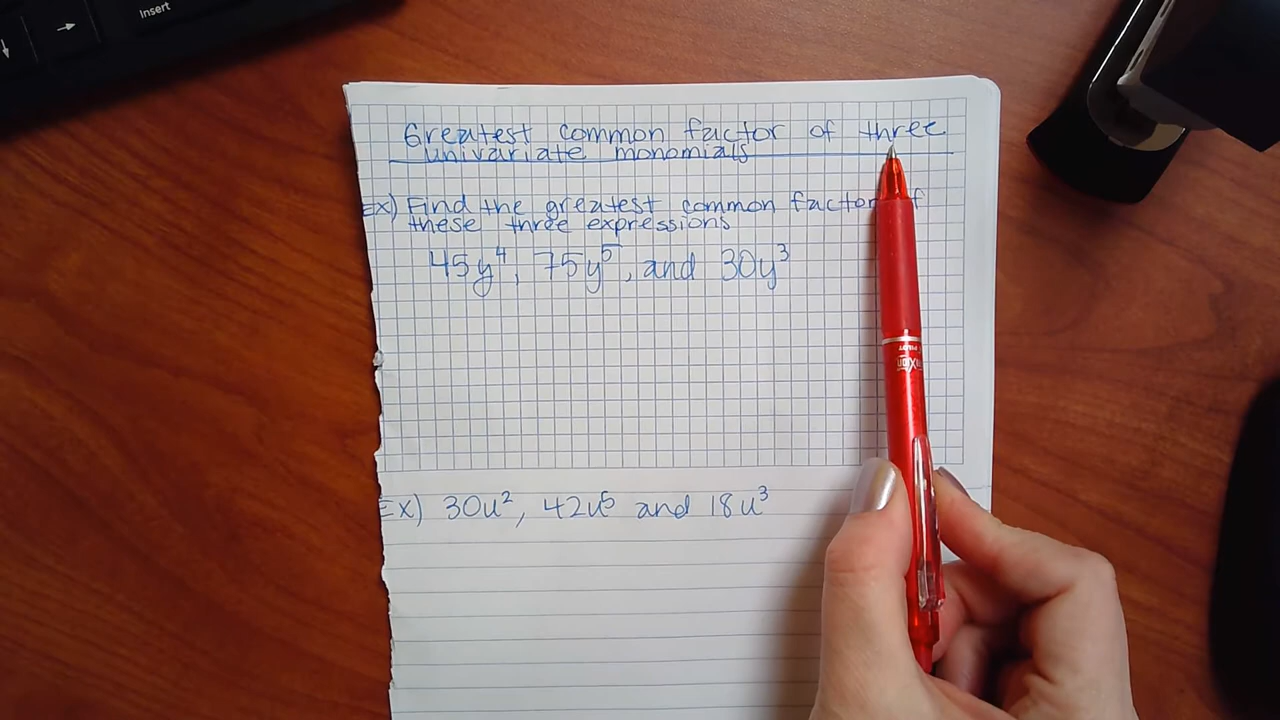 Insert
Greatest common factor of three
univariate monomials
EX) Find the greatest common factor of
these three expressions
45y⁴, 75y⁵, and 30y³
EX) 30u², 42u⁵ and 18u³
PILOT